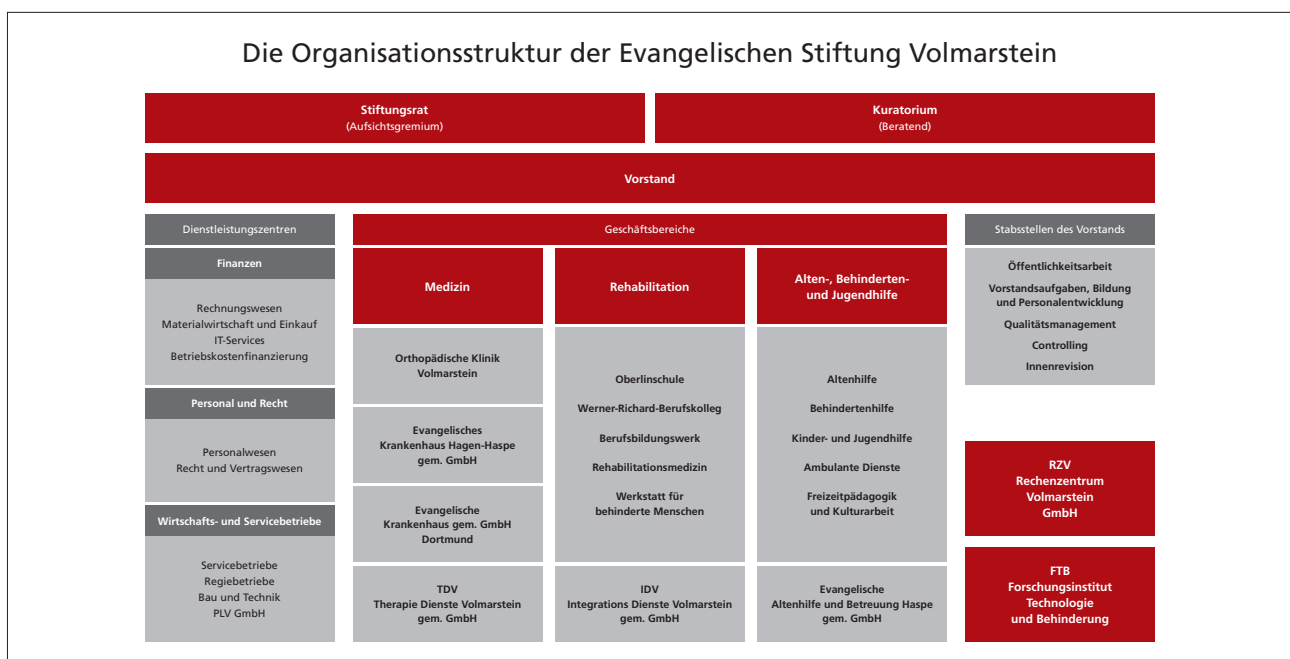 Die Organisationsstruktur der Evangelischen Stiftung Volmarstein
Stiftungsrat
(Aufsichtsgremium)
Kuratorium
(Beratend)
Vorstand
Dienstleistungszentren
Finanzen
Rechnungswesen
Materialwirtschaft und Einkauf
IT-Services
Betriebskostenfinanzierung
Personal und Recht
Personalwesen
Recht und Vertragswesen
Wirtschafts- und Servicebetriebe
Servicebetriebe
Regiebetriebe
Bau und Technik
PLV GmbH
Geschäftsbereiche
Medizin
Orthopädische Klinik
Volmarstein
Evangelisches
Krankenhaus Hagen-Haspe
gem. GmbH
Evangelische
Krankenhaus gem. GmbH
Dortmund
TDV
Therapie Dienste Volmarstein
gem. GmbH
Rehabilitation
Oberlinschule
Werner-Richard-Berufskolleg
Berufsbildungswerk
Rehabilitationsmedizin
Werkstatt für
behinderte Menschen
IDV
Integrations Dienste Volmarstein
gem. GmbH
Alten-, Behinderten-
und Jugendhilfe
Altenhilfe
Behindertenhilfe
Kinder- und Jugendhilfe
Ambulante Dienste
Freizeitpädagogik
und Kulturarbeit
Evangelische
Altenhilfe und Betreuung Haspe
gem. GmbH
Stabsstellen des Vorstands
Öffentlichkeitsarbeit
Vorstandsaufgaben, Bildung
und Personalentwicklung
Qualitätsmanagement
Controlling
Innenrevision
RZV
Rechenzentrum
Volmarstein
GmbH
FTB
Forschungsinstitut
Technologie
und Behinderung